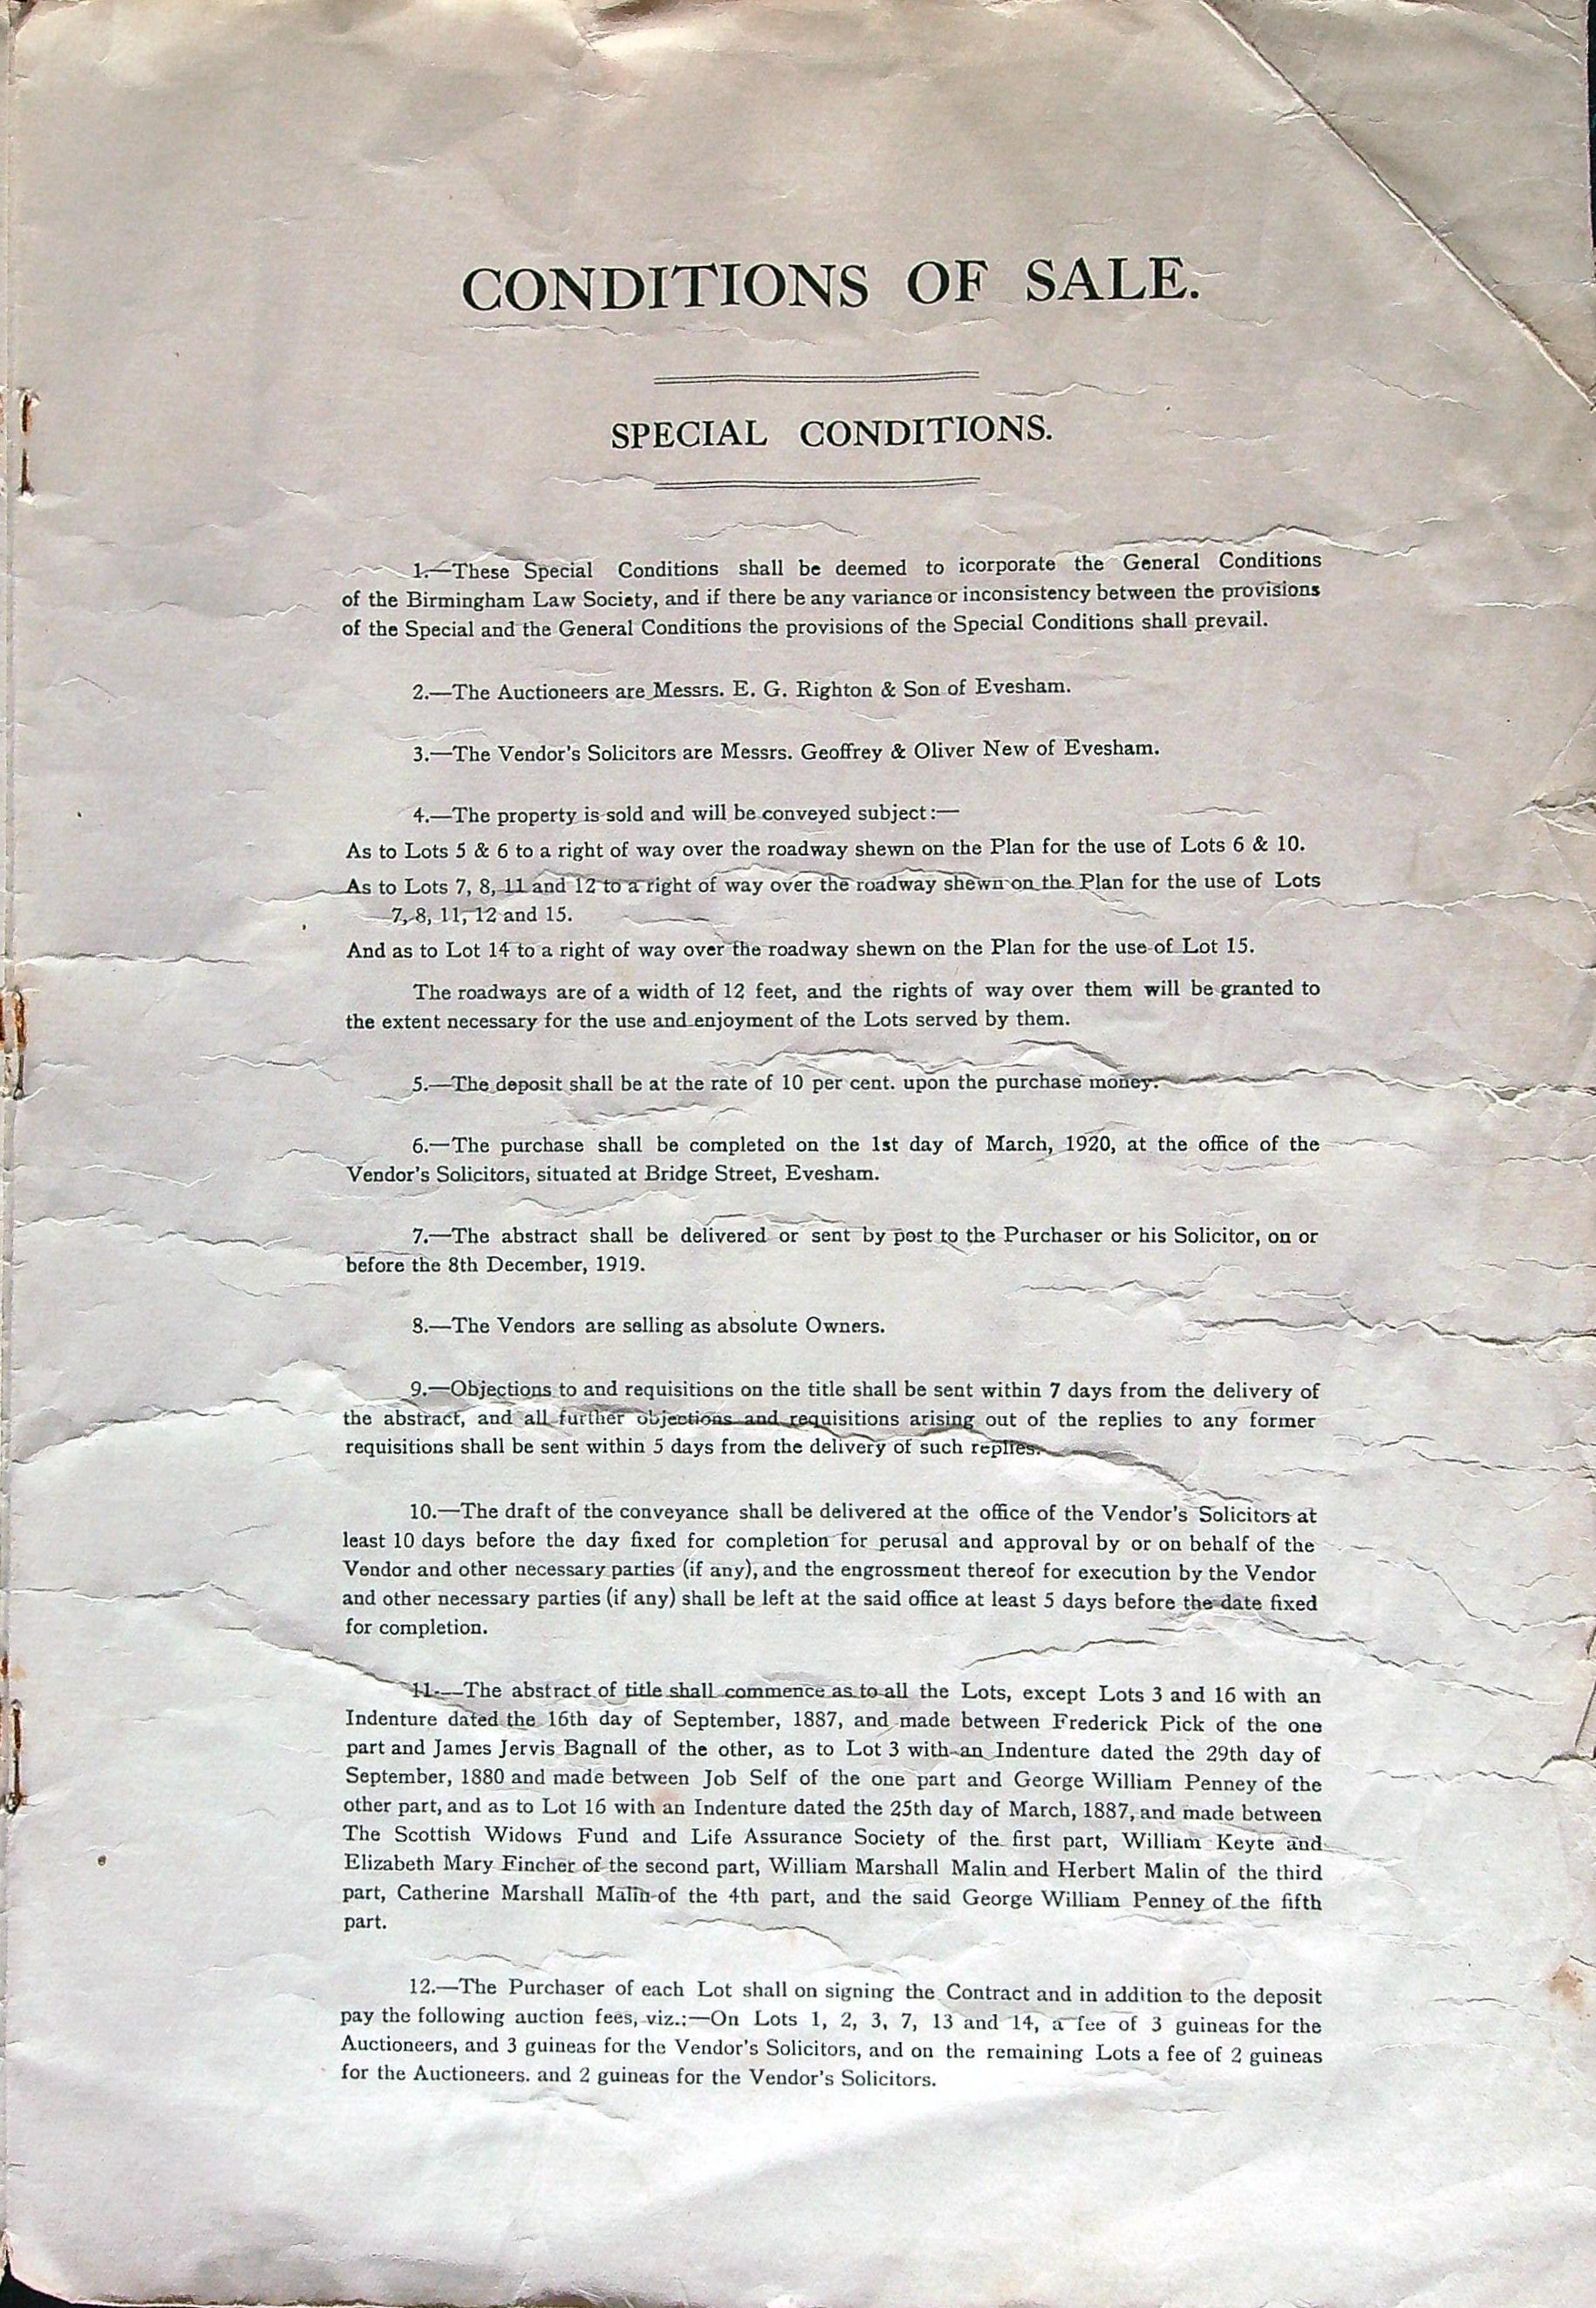 CONDITIONS OF SALE.
SPECIAL CONDITIONS.
1.—These Special Conditions shall be deemed to icorporate the General Conditions
of the Birmingham Law Society, and if there be any variance or inconsistency between the provisions
of the Special and the General Conditions the provisions of the Special Conditions shall prevail.
2.—The Auctioneers are Messrs. E. G. Righton & Son of Evesham.
3.—The Vendor's Solicitors are Messrs. Geoffrey & Oliver New of Evesham.
4.—The property is sold and will be conveyed subject:—
As to Lots 5 & 6 to a right of way over the roadway shewn on the Plan for the use of Lots 6 & 10.
As to Lots 7, 8, 11 and 12 to a right of way over the roadway shewn on the Plan for the use of Lots
7, 8, 11, 12 and 15.
And as to Lot 14 to a right of way over the roadway shewn on the Plan for the use of Lot 15.
The roadways are of a width of 12 feet, and the rights of way over them will be granted to
the extent necessary for the use and enjoyment of the Lots served by them.
5.—The deposit shall be at the rate of 10 per cent. upon the purchase money.
6.—The purchase shall be completed on the 1st day of March, 1920, at the office of the
Vendor's Solicitors, situated at Bridge Street, Evesham.
7.—The abstract shall be delivered or sent by post to the Purchaser or his Solicitor, on or
before the 8th December, 1919.
8.—The Vendors are selling as absolute Owners.
9.—Objections to and requisitions on the title shall be sent within 7 days from the delivery of
the abstract, and all further objections and requisitions arising out of the replies to any former
requisitions shall be sent within 5 days from the delivery of such replies.
10.—The draft of the conveyance shall be delivered at the office of the Vendor's Solicitors at
least 10 days before the day fixed for completion for perusal and approval by or on behalf of the
Vendor and other necessary parties (if any), and the engrossment thereof for execution by the Vendor
and other necessary parties (if any) shall be left at the said office at least 5 days before the date fixed
for completion.
11.—The abstract of title shall commence as to all the Lots, except Lots 3 and 16 with an
Indenture dated the 16th day of September, 1887, and made between Frederick Pick of the one
part and James Jervis Bagnall of the other, as to Lot 3 with an Indenture dated the 29th day of
September, 1880 and made between Job Self of the one part and George William Penney of the
other part, and as to Lot 16 with an Indenture dated the 25th day of March, 1887, and made between
The Scottish Widows Fund and Life Assurance Society of the first part, William Keyte and
Elizabeth Mary Fincher of the second part, William Marshall Malin and Herbert Malin of the third
part, Catherine Marshall Malin of the 4th part, and the said George William Penney of the fifth
part.
12.—The Purchaser of each Lot shall on signing the Contract and in addition to the deposit
pay the following auction fees, viz.:—On Lots 1, 2, 3, 7, 13 and 14, a fee of 3 guineas for the
Auctioneers, and 3 guineas for the Vendor's Solicitors, and on the remaining Lots a fee of 2 guineas
for the Auctioneers. and 2 guineas for the Vendor's Solicitors.